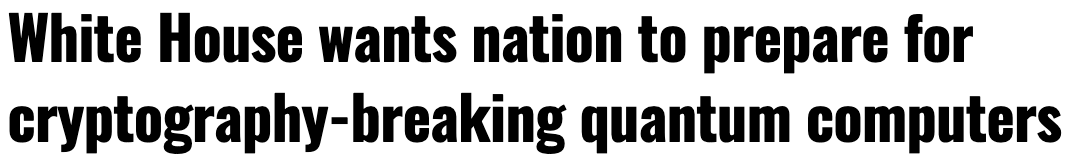 White House wants nation to prepare for
cryptography-breaking quantum computers